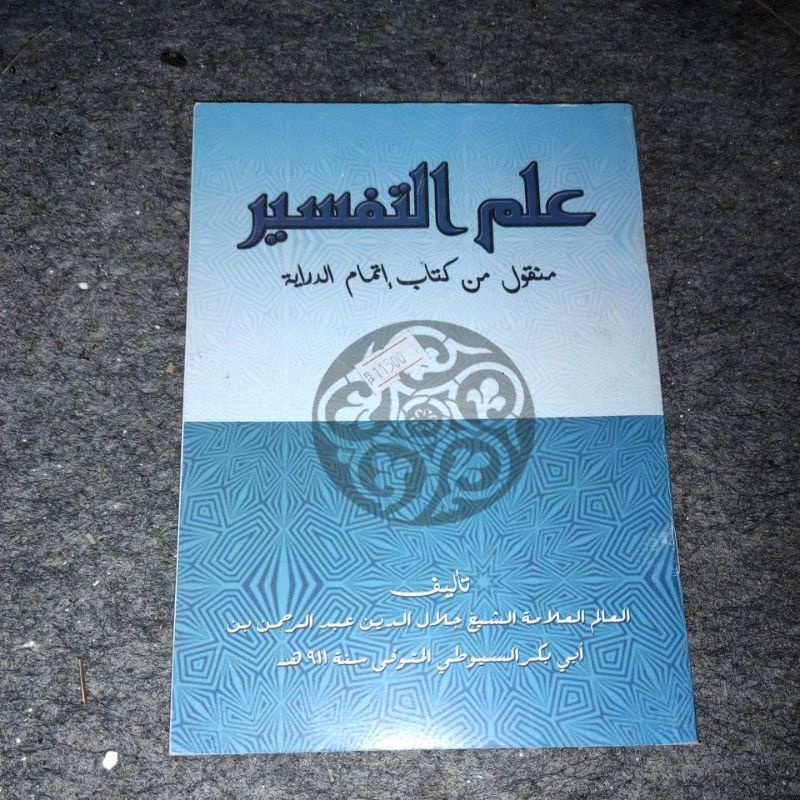 علم التفسير
منقول من كتاب إتمام الدراية
11500
تأليف
العالم العلامة الشيخ جلال الدين عبد الرحمن بن
أبي بكر السيوطي المتوفى سنة ٩١١ هـ